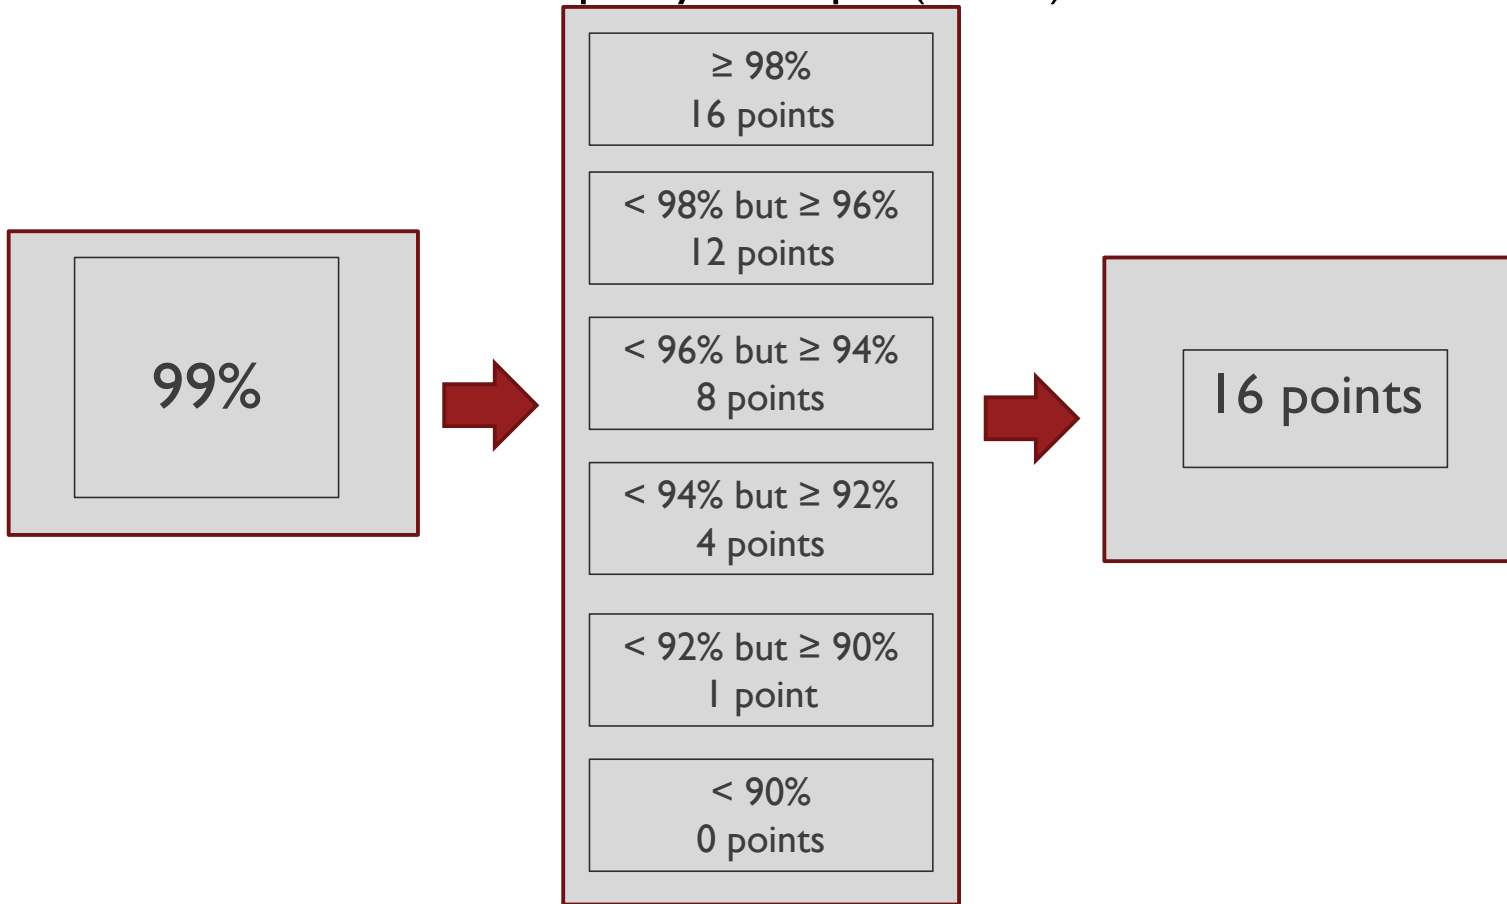 99%
≥ 98%
16 points
< 98% but ≥ 96%
12 points
< 96% but ≥ 94%
8 points
< 94% but ≥ 92%
4 points
< 92% but ≥ 90%
1 point
< 90%
0 points
16 points